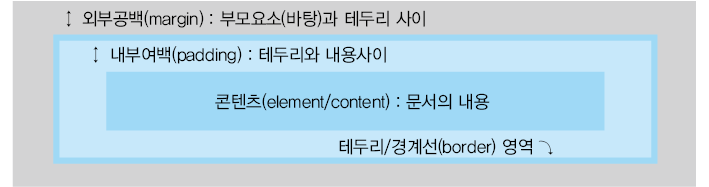 ↕ 외부공백(margin) : 부모요소(바탕)과 테두리 사이
↕ 내부여백(padding) : 테두리와 내용사이
콘텐츠(element/content) : 문서의 내용
테두리/경계선(border) 영역